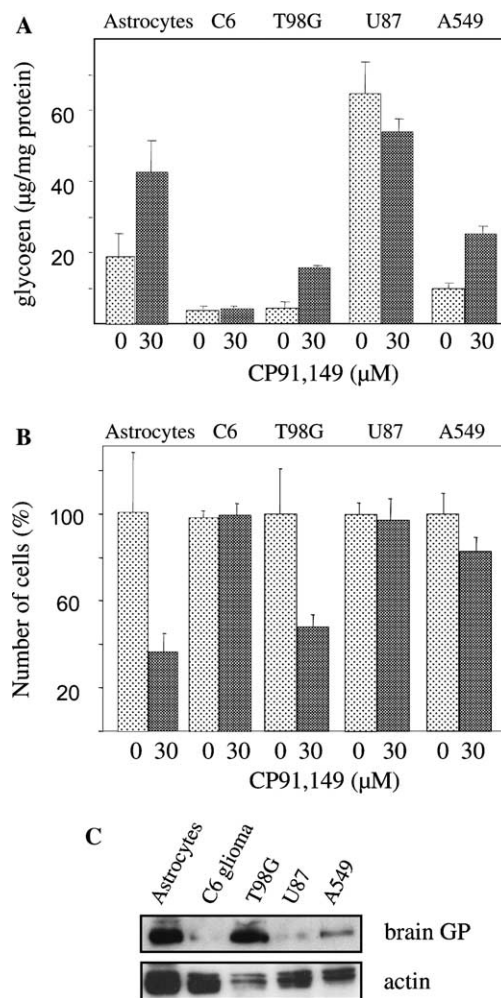 A
Astrocytes C6 T98G U87 A549
glycogen (µg/mg protein)
60
40
20
0 30 0 30 0 30 0 30 0 30
CP91,149 (µM)
B
Astrocytes C6 T98G U87 A549
Number of cells (%)
100
60
20
0 30 0 30 0 30 0 30 0 30
CP91,149 (µM)
C
Astrocytes C6 glioma T98G U87 A549
brain GP
actin